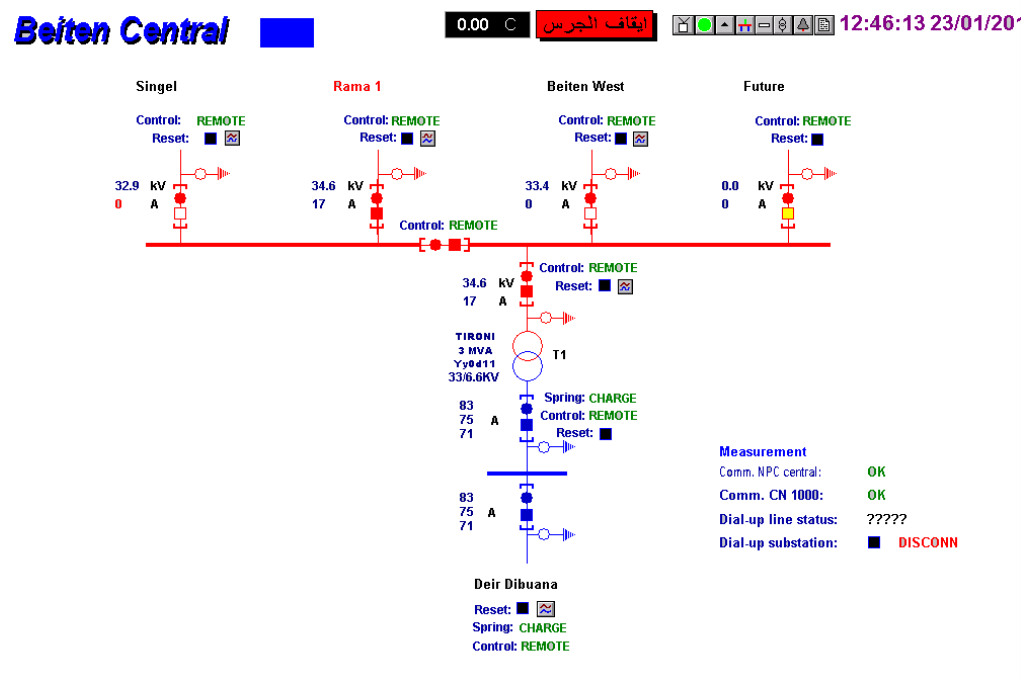 Beiten Central
0.00 C
ايقاف الجرس
12:46:13 23/01/201
Singel
Rama 1
Beiten West
Future
Control: REMOTE
Reset:
Control: REMOTE
Reset:
Control: REMOTE
Reset:
Control: REMOTE
Reset:
32.9 kV
0 A
34.6 kV
17 A
33.4 kV
0 A
0.0 kV
0 A
Control: REMOTE
34.6 kV
17 A
Control: REMOTE
Reset:
TIRONI
3 MVA
Yy0d11
33/6.6KV
T1
83
75 A
71
Spring: CHARGE
Control: REMOTE
Reset:
83
75 A
71
Measurement
Comm. NPC central: OK
Comm. CN 1000: OK
Dial-up line status: ?????
Dial-up substation: DISCONN
Deir Dibuana
Reset:
Spring: CHARGE
Control: REMOTE